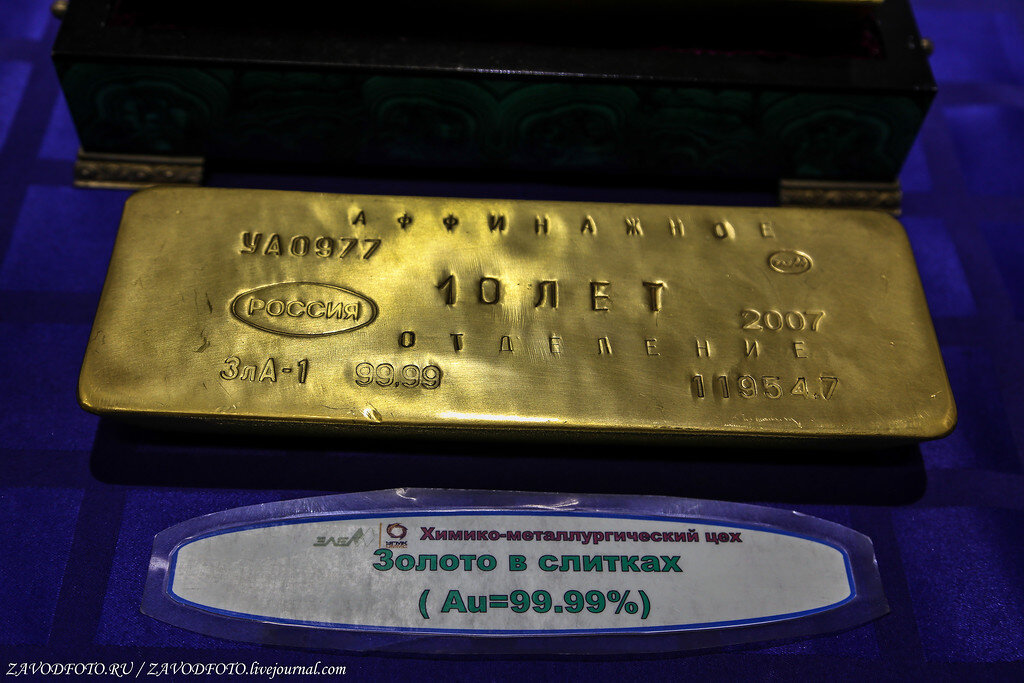 АФФИНАЖНОЕ
УА0977
10 ЛЕТ
РОССИЯ
2007
ОТДЕЛЕНИЕ
ЗлА-1 99,99
11954,7
ЭЛЕМ Химико-металлургический цех
Золото в слитках
( Au=99.99%)
ZAVODFOTO.RU / ZAVODFOTO.livejournal.com